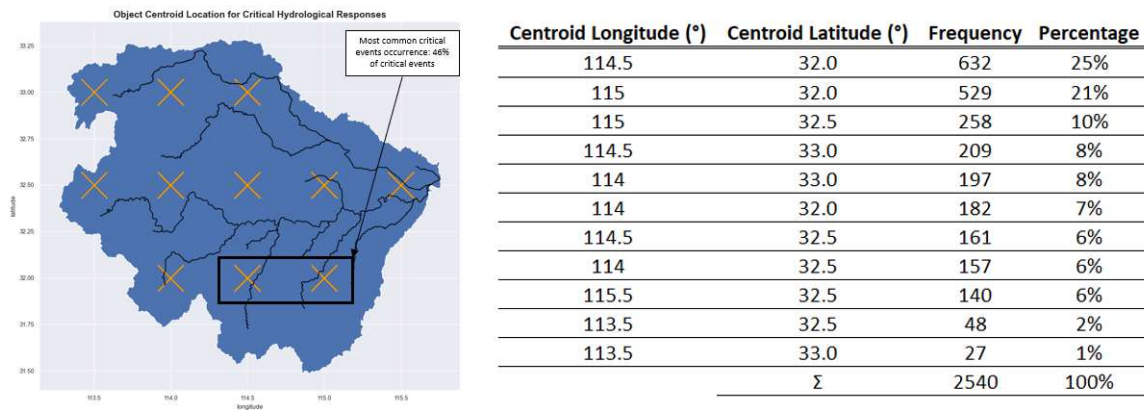 Object Centroid Location for Critical Hydrological Responses
Most common critical
events occurrence: 46%
of critical events
33.25
33.00
32.75
32.50
32.25
32.00
31.75
31.50
latitude
113.5 114.0 114.5 115.0 115.5
longitude
Centroid Longitude (°) Centroid Latitude (°) Frequency Percentage
114.5 32.0 632 25%
115 32.0 529 21%
115 32.5 258 10%
114.5 33.0 209 8%
114 33.0 197 8%
114 32.0 182 7%
114.5 32.5 161 6%
114 32.5 157 6%
115.5 32.5 140 6%
113.5 32.5 48 2%
113.5 33.0 27 1%
Σ 2540 100%